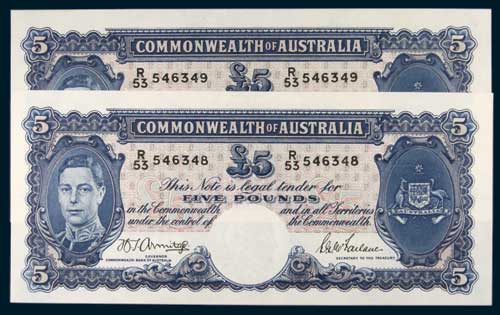 5 COMMONWEALTH OF AUSTRALIA 5
R/53 546349 £5 R/53 546349
5 COMMONWEALTH OF AUSTRALIA 5
R/53 546348 £5 R/53 546348
This Note is legal tender for
FIVE POUNDS
in the Commonwealth and in all Territories
under the control of the Commonwealth.
AUSTRALIA
H.T. Armitage
GOVERNOR
COMMONWEALTH BANK OF AUSTRALIA
SECRETARY TO THE TREASURY
5 5